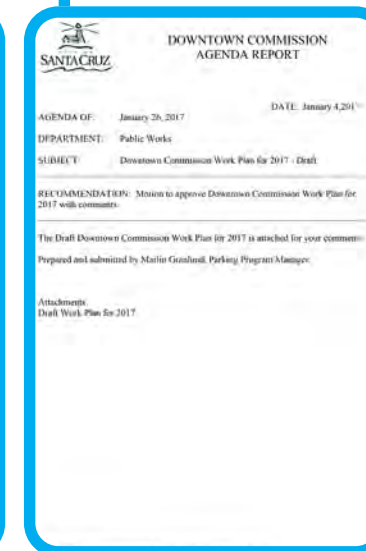 SANTA CRUZ
DOWNTOWN COMMISSION
AGENDA REPORT
DATE: January 4, 201
AGENDA OF: January 26, 2017
DEPARTMENT: Public Works
SUBJECT: Downtown Commission Work Plan for 2017 - Draft
RECOMMENDATION: Motion to approve Downtown Commission Work Plan for
2017 with comments.
The Draft Downtown Commission Work Plan for 2017 is attached for your comment
Prepared and submitted by Marlin Granlund, Parking Program Manager
Attachments
Draft Work Plan for 2017